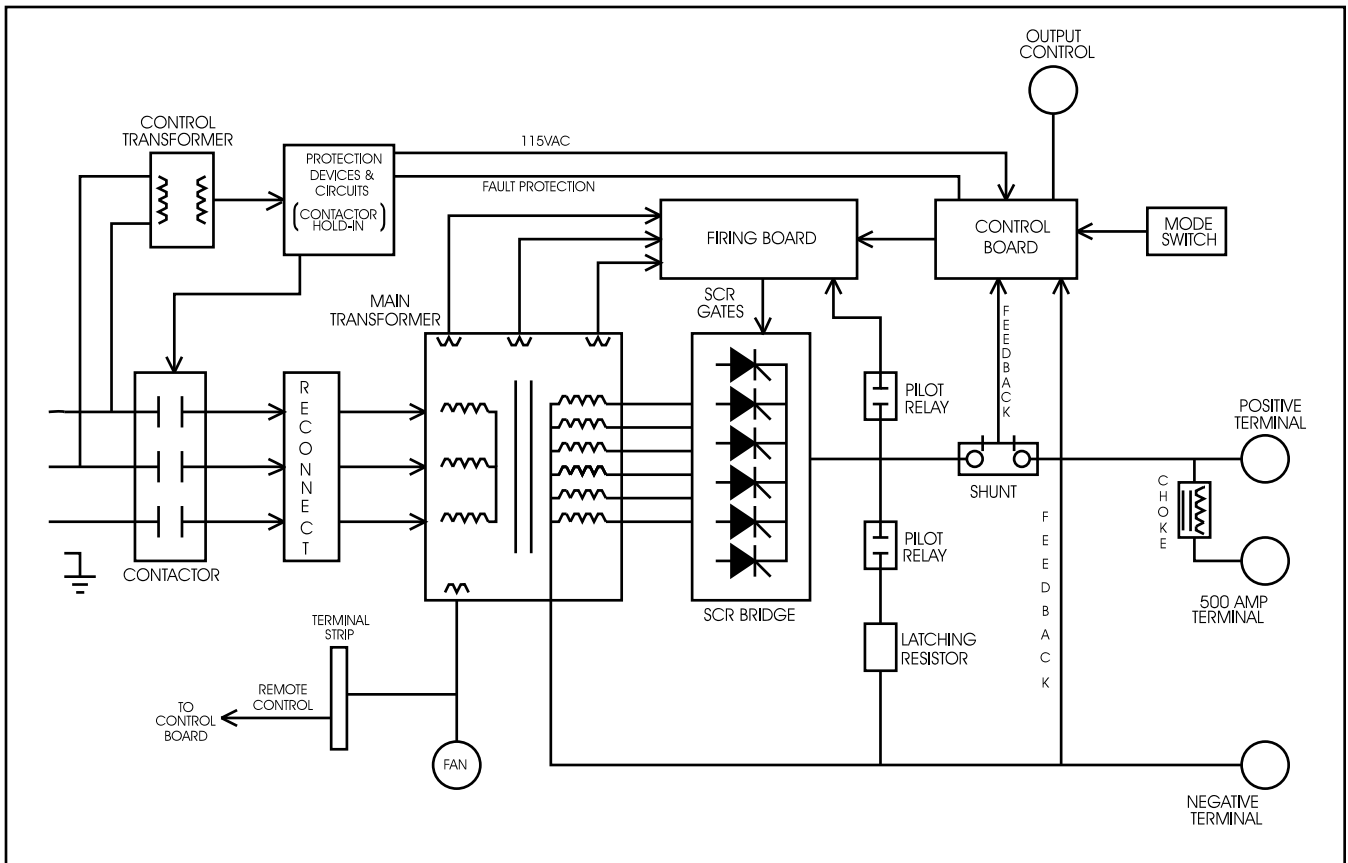 OUTPUT
CONTROL
CONTROL
TRANSFORMER
PROTECTION
DEVICES &
CIRCUITS
(CONTACTOR
HOLD-IN)
115VAC
FAULT PROTECTION
FIRING BOARD
CONTROL
BOARD
MODE
SWITCH
MAIN
TRANSFORMER
SCR
GATES
FEEDBACK
PILOT
RELAY
POSITIVE
TERMINAL
RECONNECT
SHUNT
CHOKE
FEEDBACK
PILOT
RELAY
CONTACTOR
500 AMP
TERMINAL
SCR BRIDGE
TERMINAL
STRIP
LATCHING
RESISTOR
REMOTE
CONTROL
TO
CONTROL
BOARD
FAN
NEGATIVE
TERMINAL